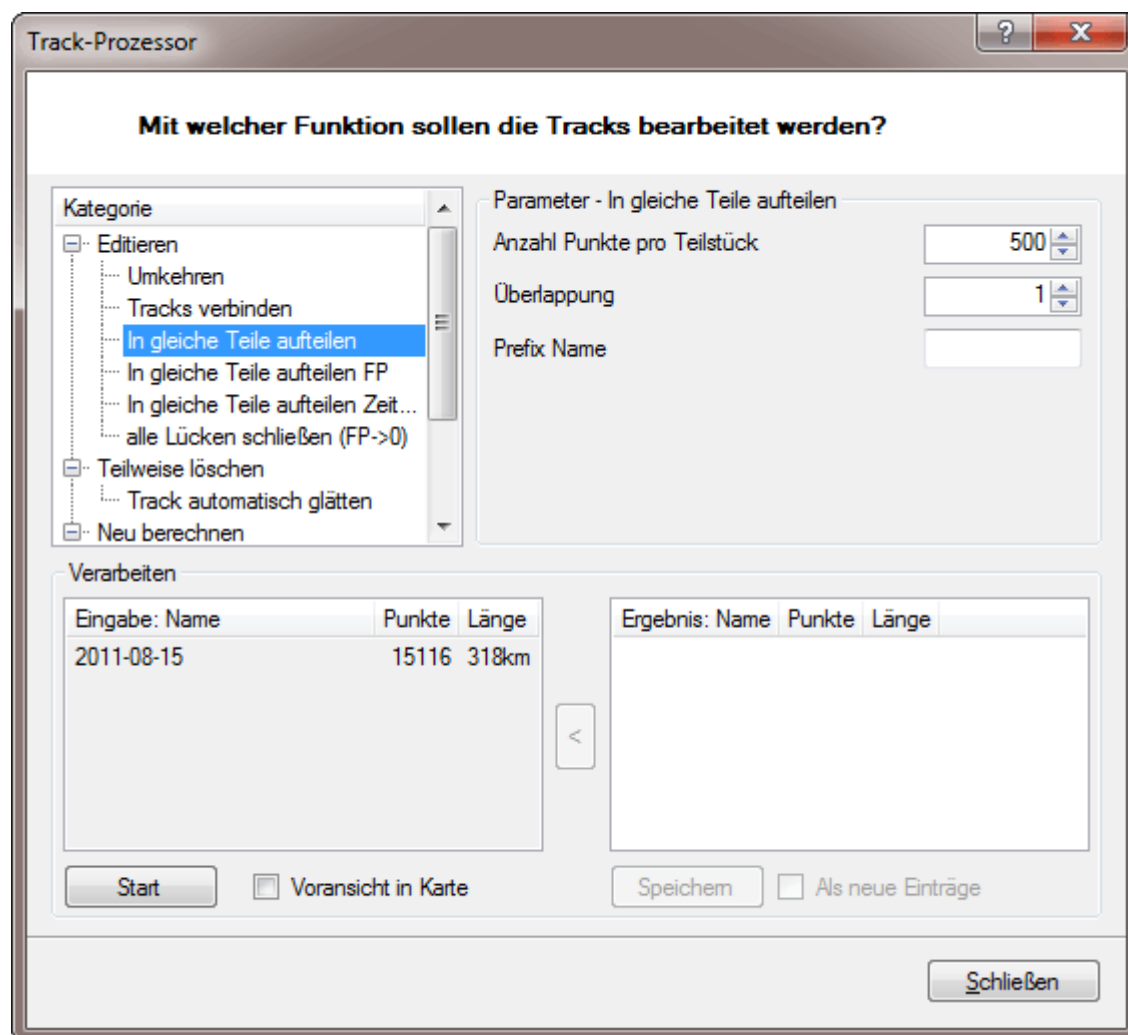 Track-Prozessor
?
X
Mit welcher Funktion sollen die Tracks bearbeitet werden?
Kategorie
Editieren
Umkehren
Tracks verbinden
In gleiche Teile aufteilen
In gleiche Teile aufteilen FP
In gleiche Teile aufteilen Zeit...
alle Lücken schließen (FP->0)
Teilweise löschen
Track automatisch glätten
Neu berechnen
Parameter - In gleiche Teile aufteilen
Anzahl Punkte pro Teilstück 500
Überlappung 1
Prefix Name
Verarbeiten
Eingabe: Name Punkte Länge
2011-08-15 15116 318km
<
Ergebnis: Name Punkte Länge
Start Voransicht in Karte
Speichern Als neue Einträge
Schließen